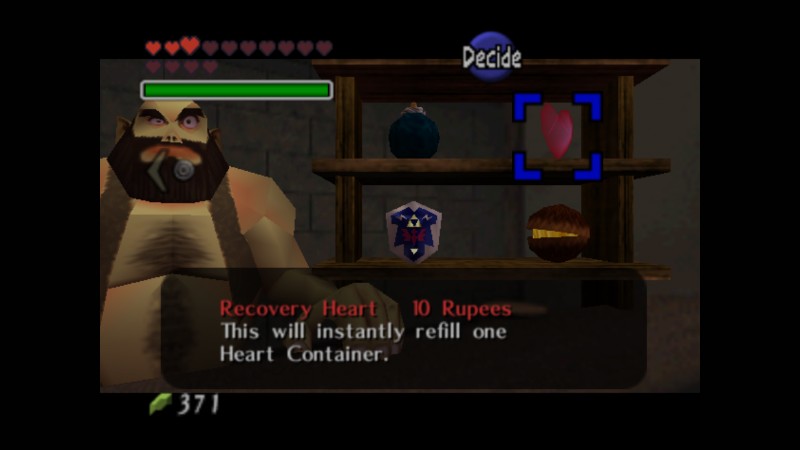 Decide
Recovery Heart 10 Rupees
This will instantly refill one
Heart Container.
371